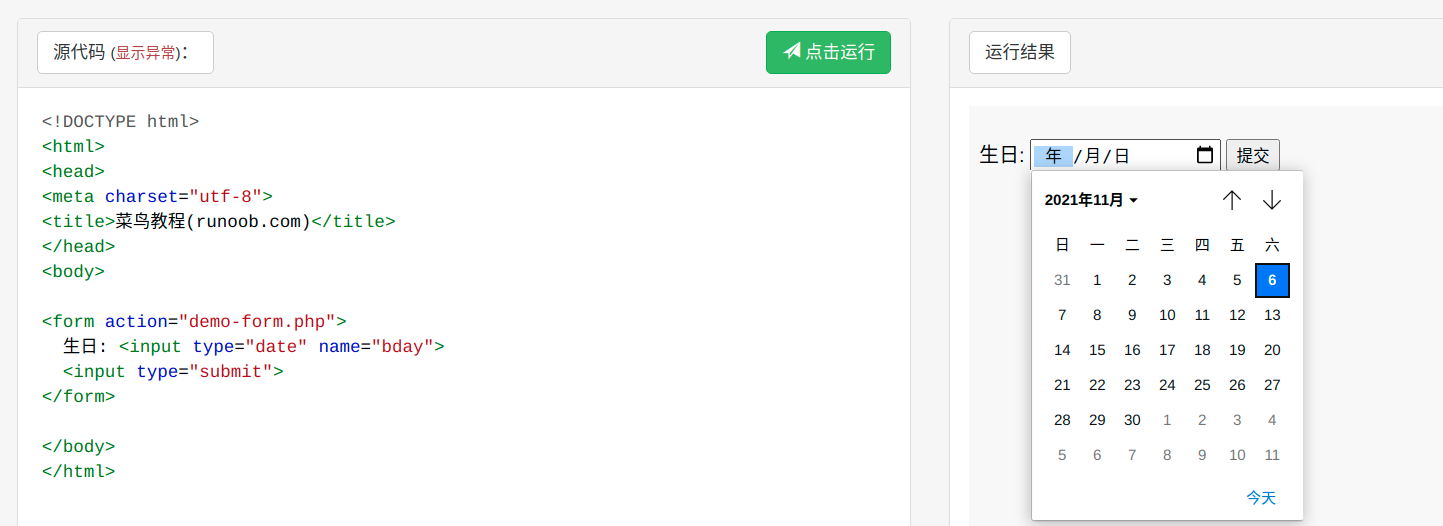 源代码 (显示异常)：
点击运行
<!DOCTYPE html>
<html>
<head>
<meta charset="utf-8">
<title>菜鸟教程(runoob.com)</title>
</head>
<body>
<form action="demo-form.php">
生日: <input type="date" name="bday">
<input type="submit">
</form>
</body>
</html>
运行结果
生日: 年/月/日 提交
2021年11月
日 一 二 三 四 五 六
31 1 2 3 4 5 6
7 8 9 10 11 12 13
14 15 16 17 18 19 20
21 22 23 24 25 26 27
28 29 30 1 2 3 4
5 6 7 8 9 10 11
今天